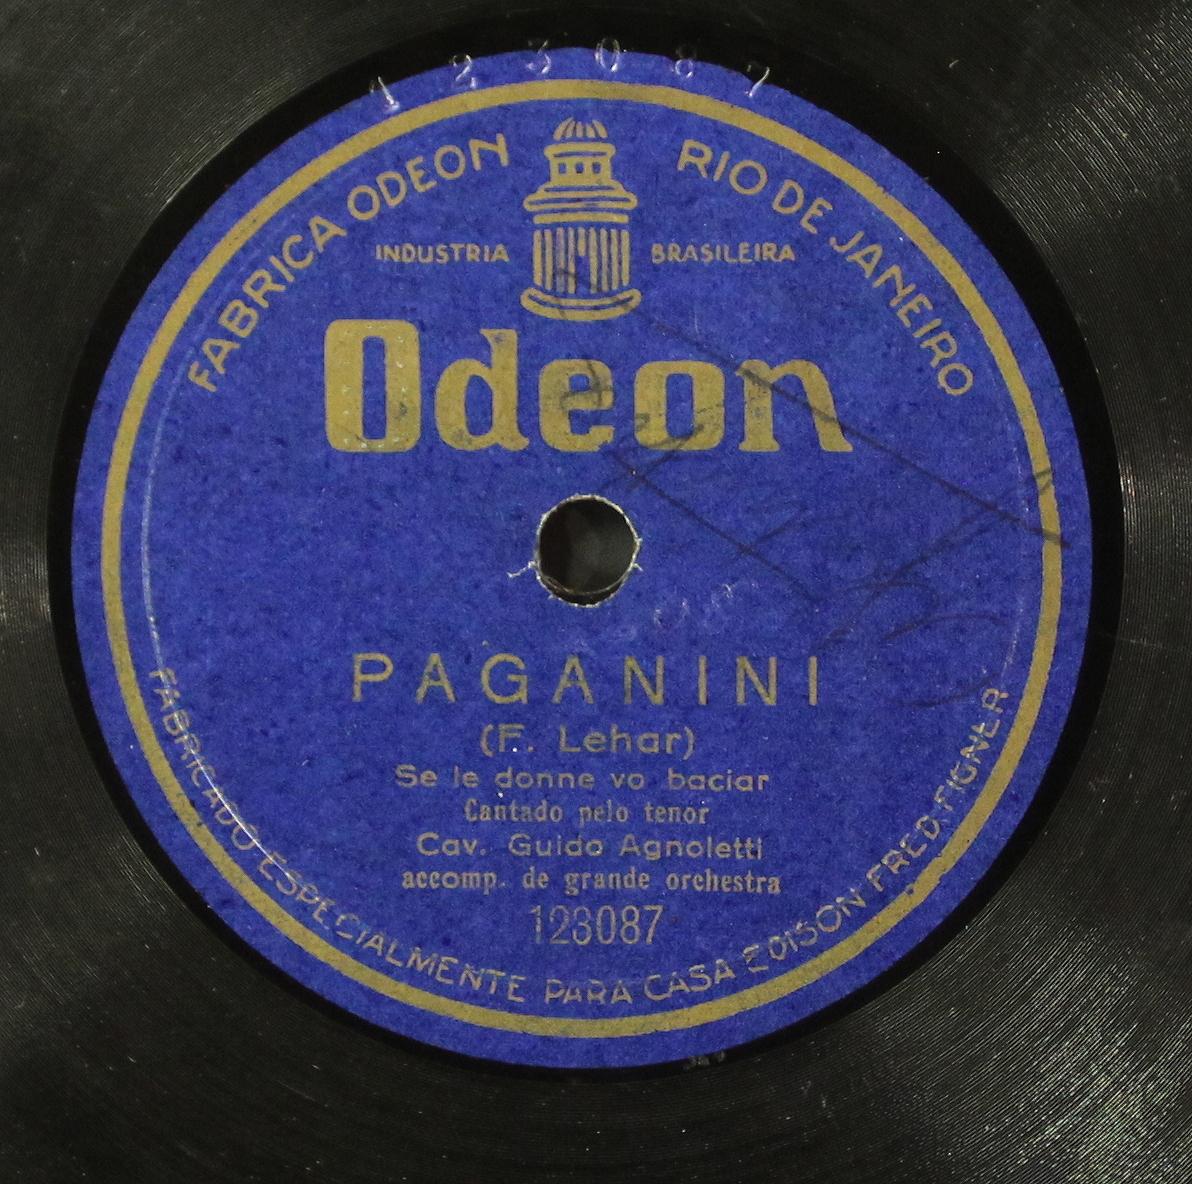 123087
FABRICA ODEON RIO DE JANEIRO
INDUSTRIA BRASILEIRA
Odeon
PAGANINI
(F. Lehar)
Se le donne vo baciar
Cantado pelo tenor
Cav. Guido Agnoletti
accomp. de grande orchestra
123087
FABRICADO ESPECIALMENTE PARA CASA EDISON FRED. FIGNER